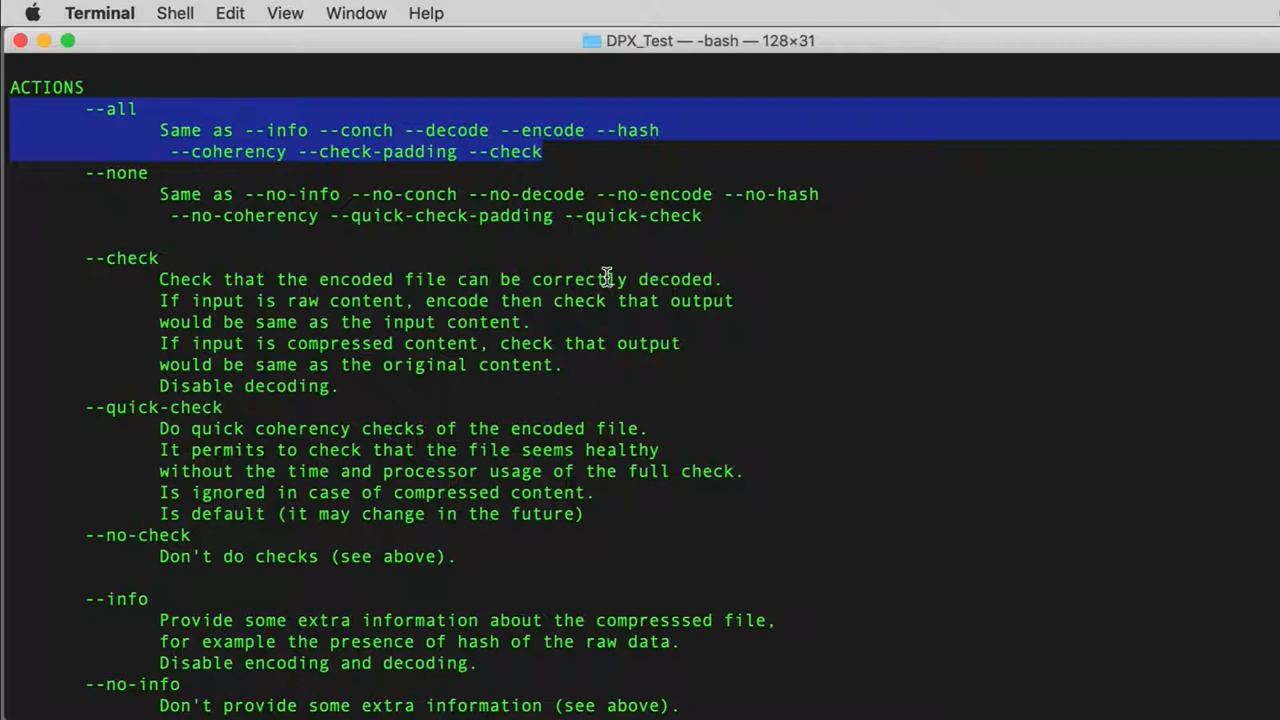 Terminal Shell Edit View Window Help
DPX_Test — -bash — 128×31
ACTIONS
--all
Same as --info --conch --decode --encode --hash
--coherency --check-padding --check
--none
Same as --no-info --no-conch --no-decode --no-encode --no-hash
--no-coherency --quick-check-padding --quick-check
--check
Check that the encoded file can be correctly decoded.
If input is raw content, encode then check that output
would be same as the input content.
If input is compressed content, check that output
would be same as the original content.
Disable decoding.
--quick-check
Do quick coherency checks of the encoded file.
It permits to check that the file seems healthy
without the time and processor usage of the full check.
Is ignored in case of compressed content.
Is default (it may change in the future)
--no-check
Don't do checks (see above).
--info
Provide some extra information about the compresssed file,
for example the presence of hash of the raw data.
Disable encoding and decoding.
--no-info
Don't provide some extra information (see above).